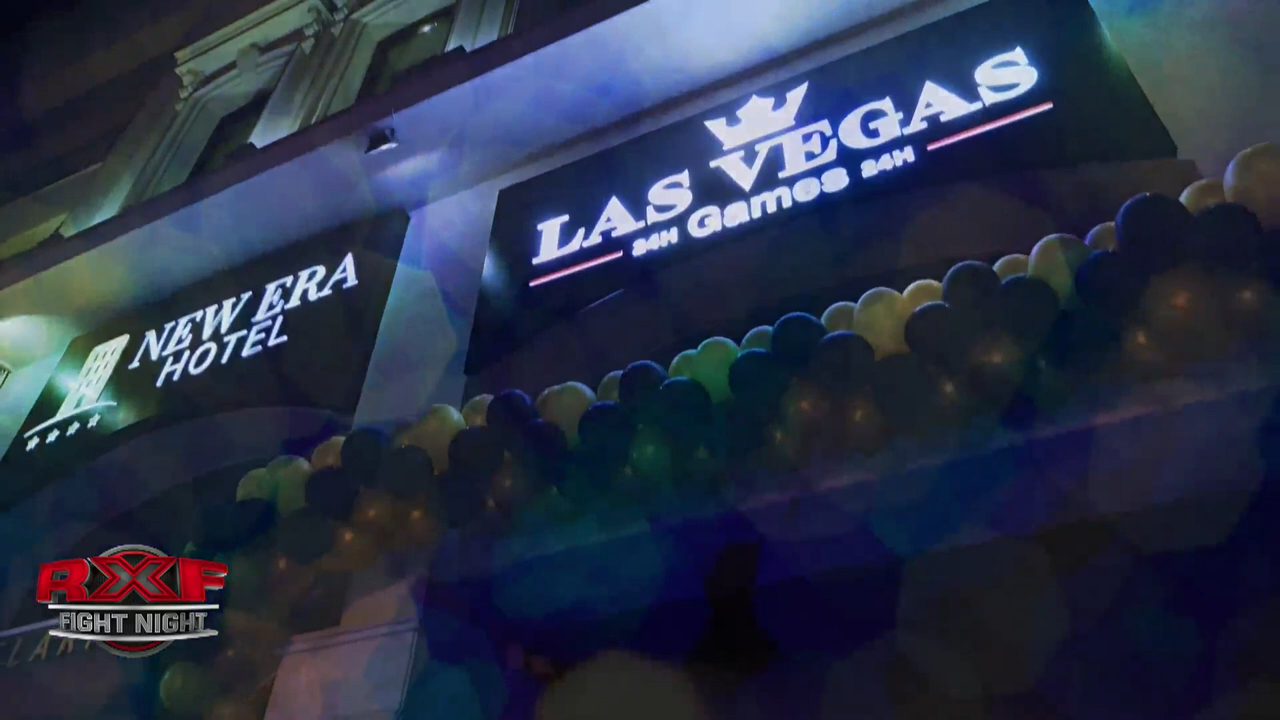 LAS VEGAS
24H Games 24H
NEW ERA
HOTEL
RXF
FIGHT NIGHT